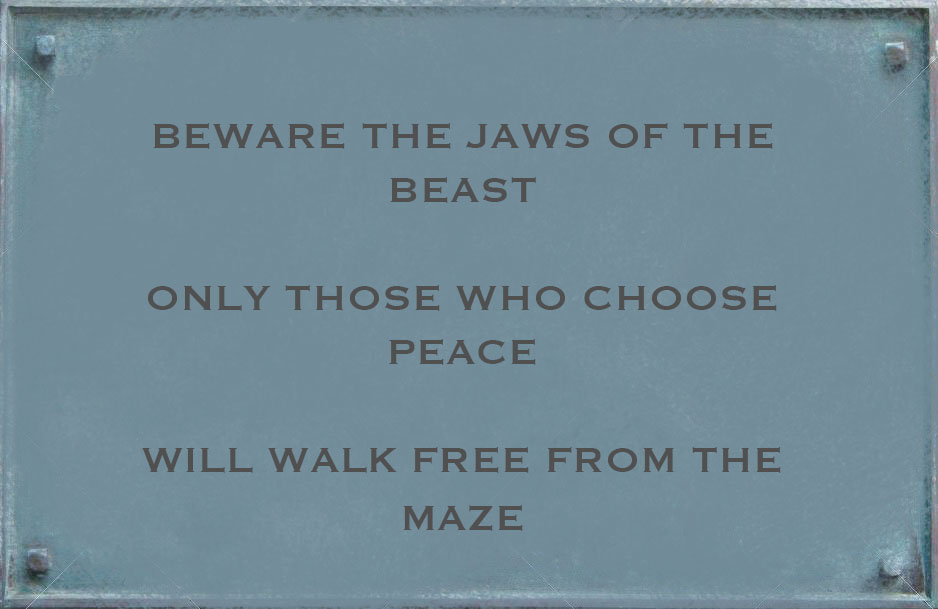 BEWARE THE JAWS OF THE
BEAST
ONLY THOSE WHO CHOOSE
PEACE
WILL WALK FREE FROM THE
MAZE